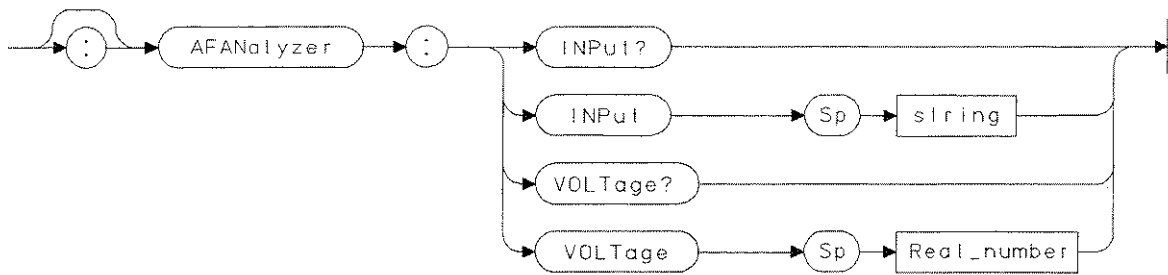 : AFANalyzer : INPut?
INPut Sp string
VOLTage?
VOLTage Sp Real_number